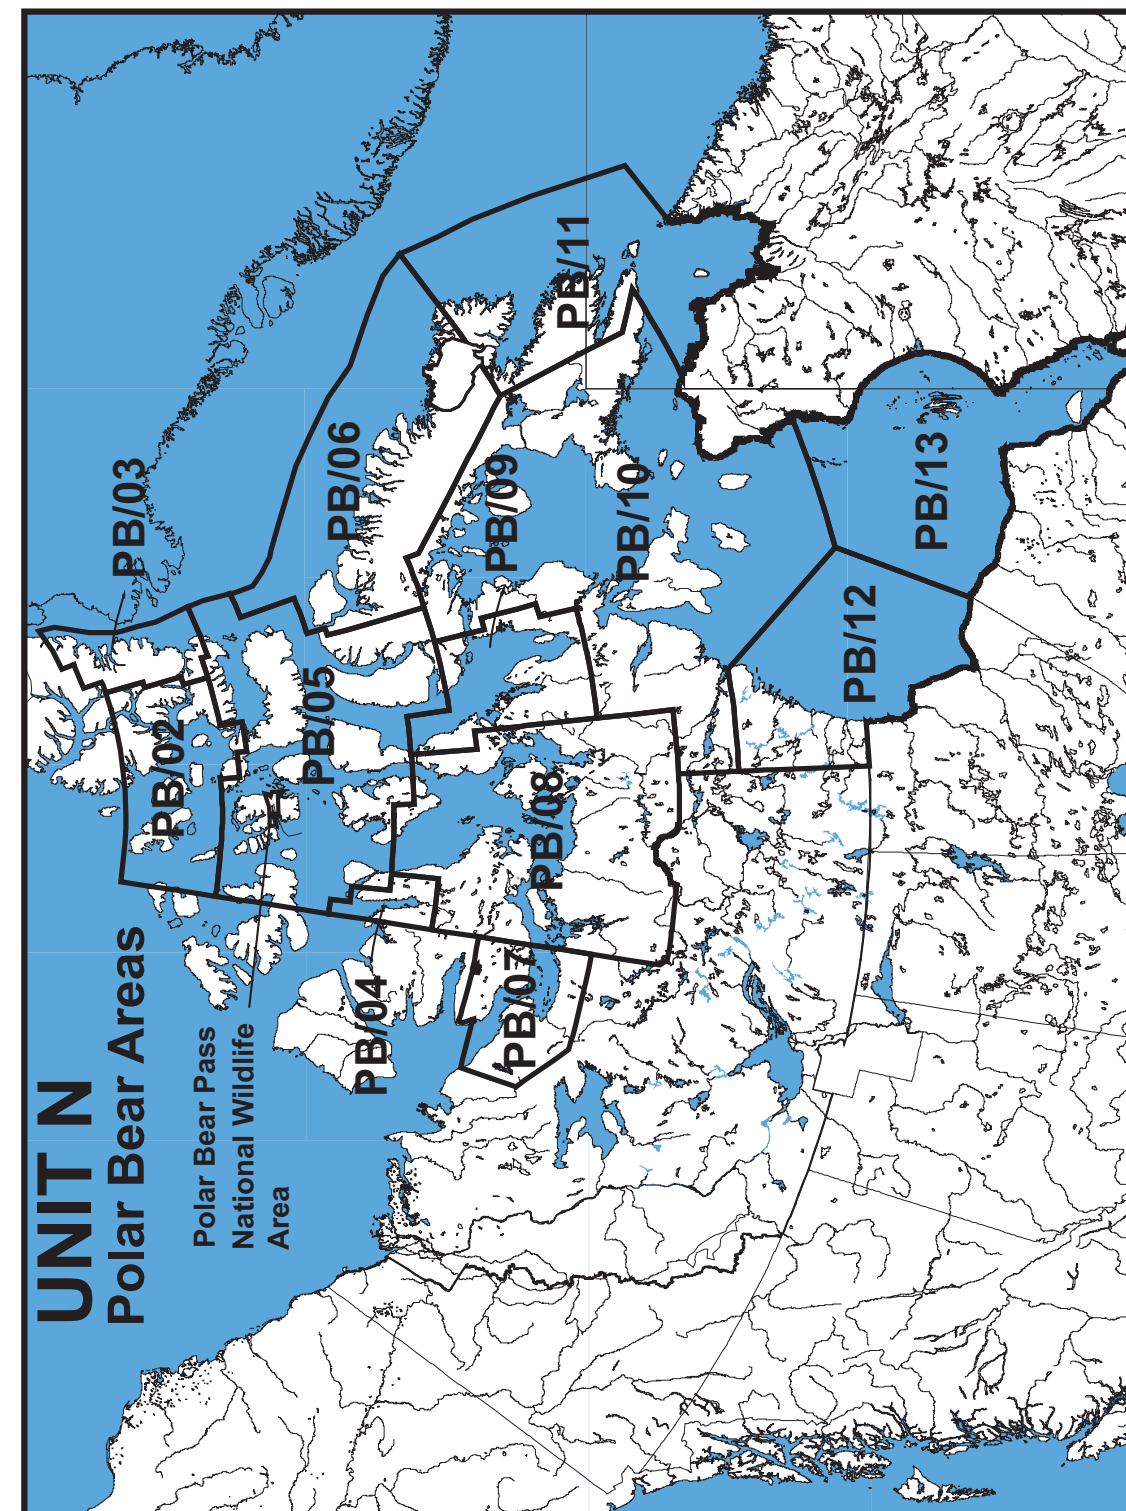 UNIT N
Polar Bear Areas
Polar Bear Pass
National Wildlife
Area
PB/03
PB/02
PB/05
PB/06
PB/04
PB/09
PB/07
PB/08
PB/11
PB/10
PB/12
PB/13